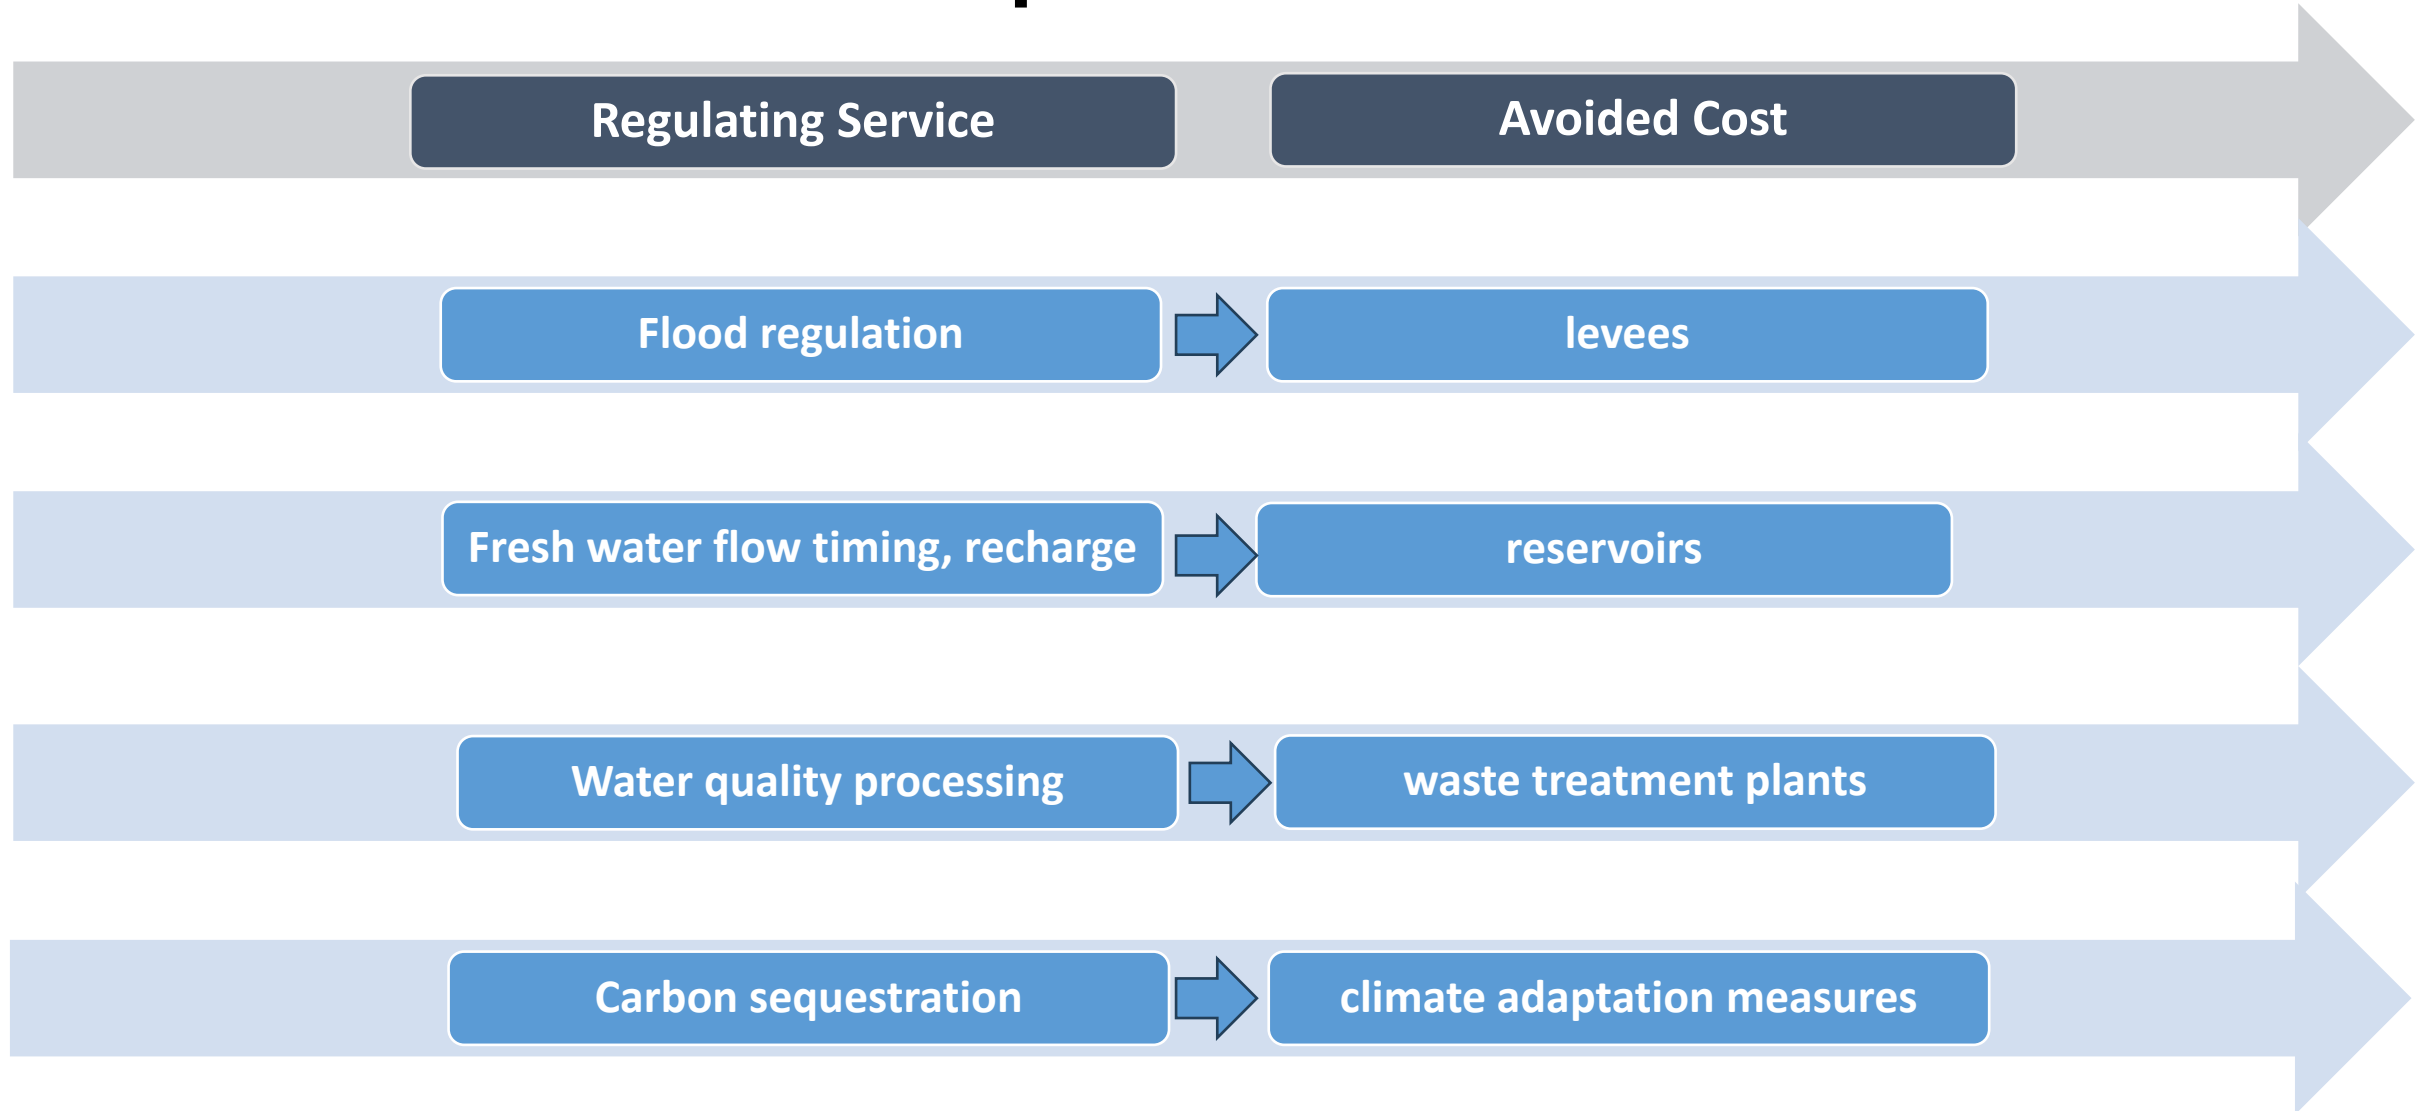 Regulating Service
Avoided Cost
Flood regulation
levees
Fresh water flow timing, recharge
reservoirs
Water quality processing
waste treatment plants
Carbon sequestration
climate adaptation measures